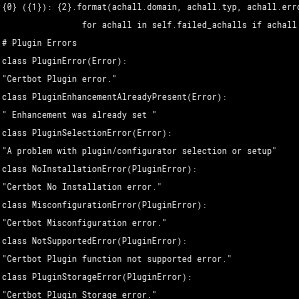 {0} ({1}): {2}.format(achall.domain, achall.typ, achall.erro
for achall in self.failed_achalls if achall
# Plugin Errors
class PluginError(Error):
"Certbot Plugin error."
class PluginEnhancementAlreadyPresent(Error):
" Enhancement was already set "
class PluginSelectionError(Error):
"A problem with plugin/configurator selection or setup"
class NoInstallationError(PluginError):
"Certbot No Installation error."
class MisconfigurationError(PluginError):
"Certbot Misconfiguration error."
class NotSupportedError(PluginError):
"Certbot Plugin function not supported error."
class PluginStorageError(PluginError):
"Certbot Plugin Storage error."